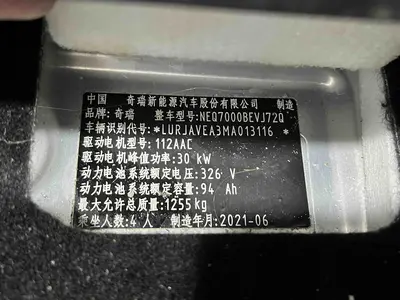 中国 奇瑞新能源汽车股份有限公司 制造
品牌: 奇瑞 整车型号: NEQ7000BEVJ72Q
车辆识别代号: *LURJAVEA3MA013116 *
驱动电机型号: 112AAC
驱动电机峰值功率: 30 kW
动力电池系统额定电压: 326 V
动力电池系统额定容量: 94 Ah
最大允许总质量: 1255 kg
乘坐人数: 4 人 制造年月: 2021-06